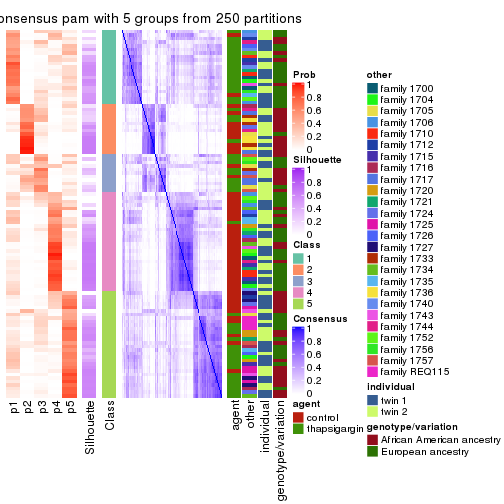 onsensus pam with 5 groups from 250 partitions
p1
p2
p3
p4
p5
Silhouette
Class
agent
other
individual
genotype/variation
Prob
1
0.8
0.6
0.4
0.2
0
Silhouette
1
0.8
0.6
0.4
0.2
0
Class
1
2
3
4
5
Consensus
1
0.8
0.6
0.4
0.2
0
agent
control
thapsigargin
other
family 1700
family 1704
family 1705
family 1706
family 1710
family 1712
family 1715
family 1716
family 1717
family 1720
family 1721
family 1724
family 1725
family 1726
family 1727
family 1733
family 1734
family 1735
family 1736
family 1740
family 1743
family 1744
family 1752
family 1756
family 1757
family REQ115
individual
twin 1
twin 2
genotype/variation
African American ancestry
European ancestry